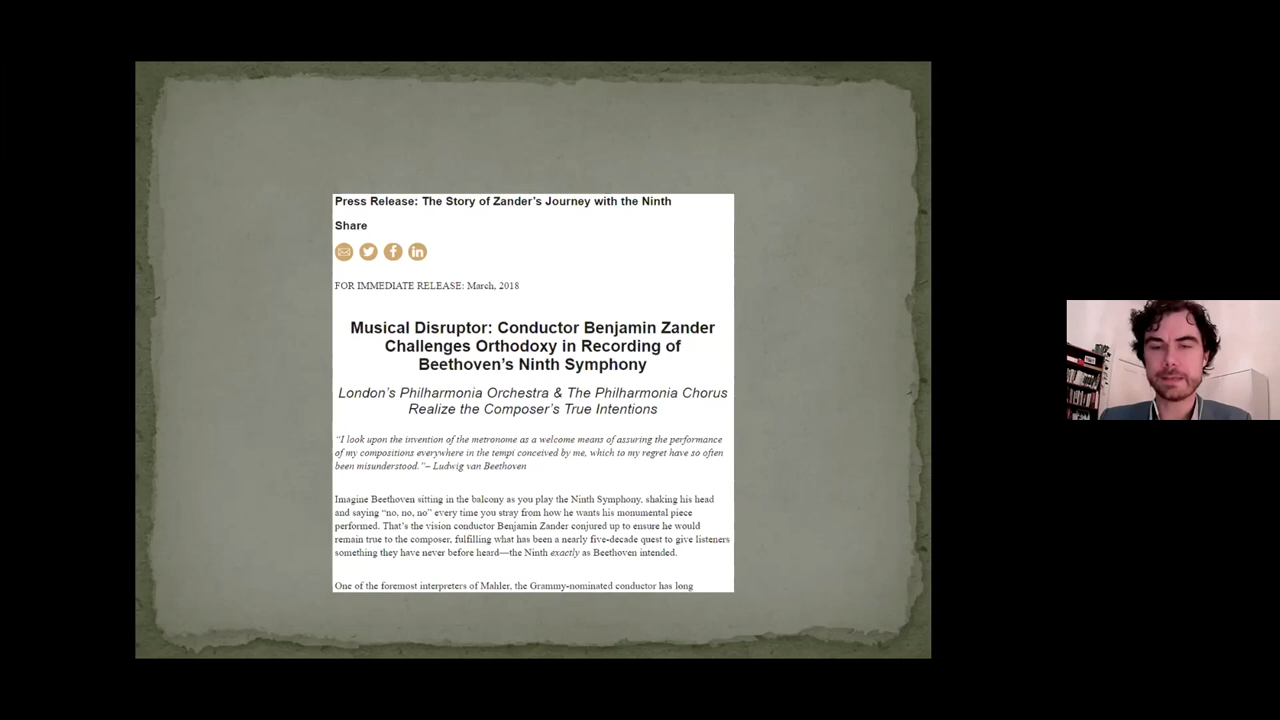 Press Release: The Story of Zander's Journey with the Ninth
Share
FOR IMMEDIATE RELEASE: March, 2018
Musical Disruptor: Conductor Benjamin Zander
Challenges Orthodoxy in Recording of
Beethoven's Ninth Symphony
London's Philharmonia Orchestra & The Philharmonia Chorus
Realize the Composer's True Intentions
“I look upon the invention of the metronome as a welcome means of assuring the performance
of my compositions everywhere in the tempi conceived by me, which to my regret have so often
been misunderstood.”– Ludwig van Beethoven
Imagine Beethoven sitting in the balcony as you play the Ninth Symphony, shaking his head
and saying “no, no, no” every time you stray from how he wants his monumental piece
performed. That's the vision conductor Benjamin Zander conjured up to ensure he would
remain true to the composer, fulfilling what has been a nearly five-decade quest to give listeners
something they have never before heard—the Ninth exactly as Beethoven intended.
One of the foremost interpreters of Mahler, the Grammy-nominated conductor has long